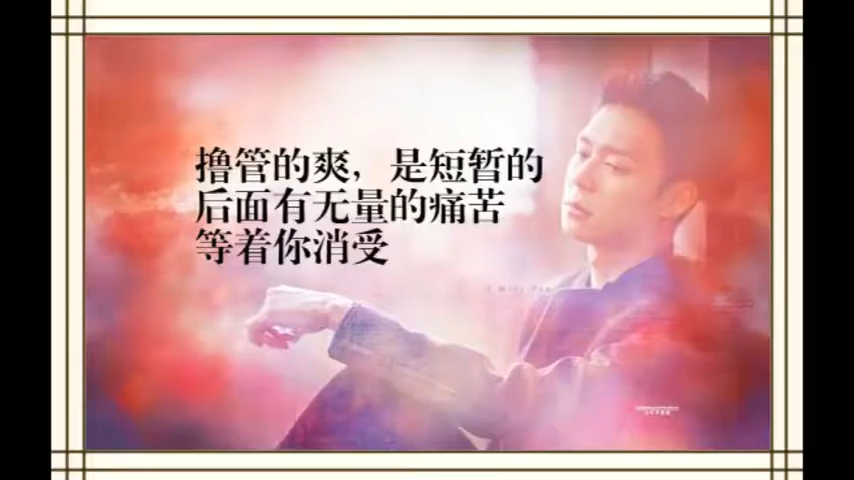 撸管的爽，是短暂的
后面有无量的痛苦
等着你消受